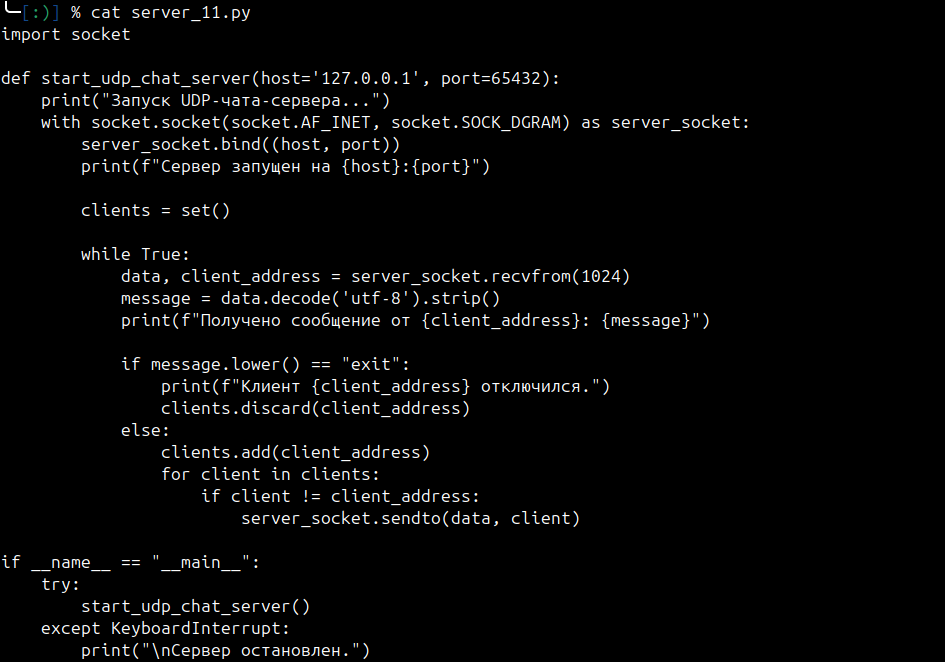 ╰─[:)] % cat server_11.py
import socket

def start_udp_chat_server(host='127.0.0.1', port=65432):
    print("Запуск UDP-чата-сервера...")
    with socket.socket(socket.AF_INET, socket.SOCK_DGRAM) as server_socket:
        server_socket.bind((host, port))
        print(f"Сервер запущен на {host}:{port}")

        clients = set()

        while True:
            data, client_address = server_socket.recvfrom(1024)
            message = data.decode('utf-8').strip()
            print(f"Получено сообщение от {client_address}: {message}")

            if message.lower() == "exit":
                print(f"Клиент {client_address} отключился.")
                clients.discard(client_address)
            else:
                clients.add(client_address)
                for client in clients:
                    if client != client_address:
                        server_socket.sendto(data, client)

if __name__ == "__main__":
    try:
        start_udp_chat_server()
    except KeyboardInterrupt:
        print("\nСервер остановлен.")